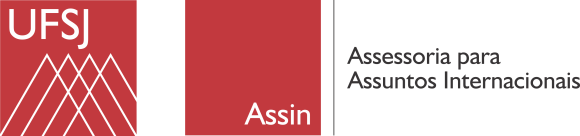 UFSJ
Assin
Assessoria para
Assuntos Internacionais